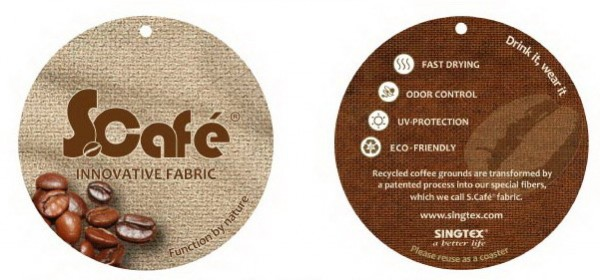 S.Café®
INNOVATIVE FABRIC
Function by nature
Drink it, wear it
FAST DRYING
ODOR CONTROL
UV-PROTECTION
ECO-FRIENDLY
Recycled coffee grounds are transformed by
a patented process into our special fibers,
which we call S.Café® fabric.
www.singtex.com
SINGTEX®
a better life
Please reuse as a coaster